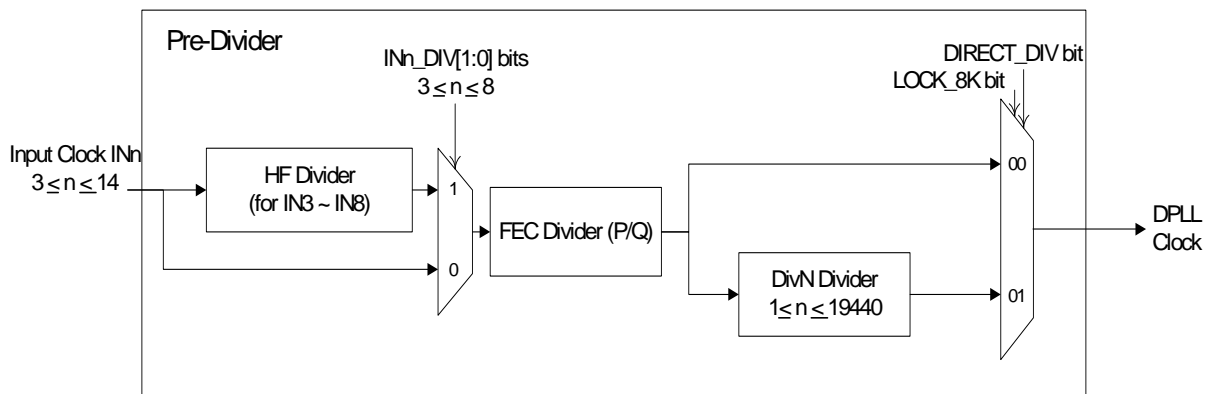 Pre-Divider
INn_DIV[1:0] bits
3 ≤ n ≤ 8
DIRECT_DIV bit
LOCK_8K bit
Input Clock INn
3 ≤ n ≤ 14
HF Divider
(for IN3 ~ IN8)
1
0
FEC Divider (P/Q)
00
DivN Divider
1≤ n ≤ 19440
01
DPLL
Clock